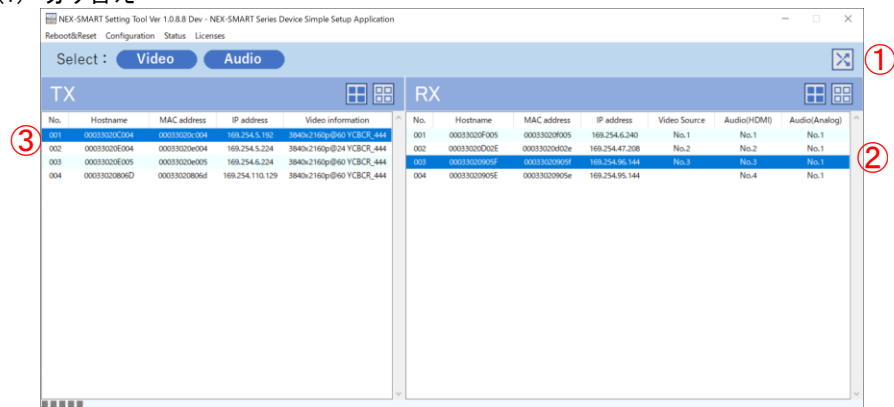 切り替え
NEX-SMART Setting Tool Ver 1.0.8.8 Dev - NEX-SMART Series Device Simple Setup Application
Reboot&Reset Configuration Status Licenses
Select： Video Audio
①
TX RX
No. Hostname MAC address IP address Video information No. Hostname MAC address IP address Video Source Audio(HDMI) Audio(Analog)
③ 001 00033020C004 00033020c004 169.254.5.192 3840x2160p@60 YCBCR_444 001 00033020F005 00033020f005 169.254.6.240 No.1 No.1 No.1
002 00033020E004 00033020e004 169.254.5.224 3840x2160p@24 YCBCR_444 002 00033020D02E 00033020d02e 169.254.47.208 No.2 No.2 No.1
003 00033020E005 00033020e005 169.254.6.224 3840x2160p@60 YCBCR_444 003 00033020905F 00033020905f 169.254.96.144 No.3 No.3 No.1 ②
004 00033020806D 00033020806d 169.254.110.129 3840x2160p@60 YCBCR_444 004 00033020905E 00033020905e 169.254.95.144 No.4 No.1